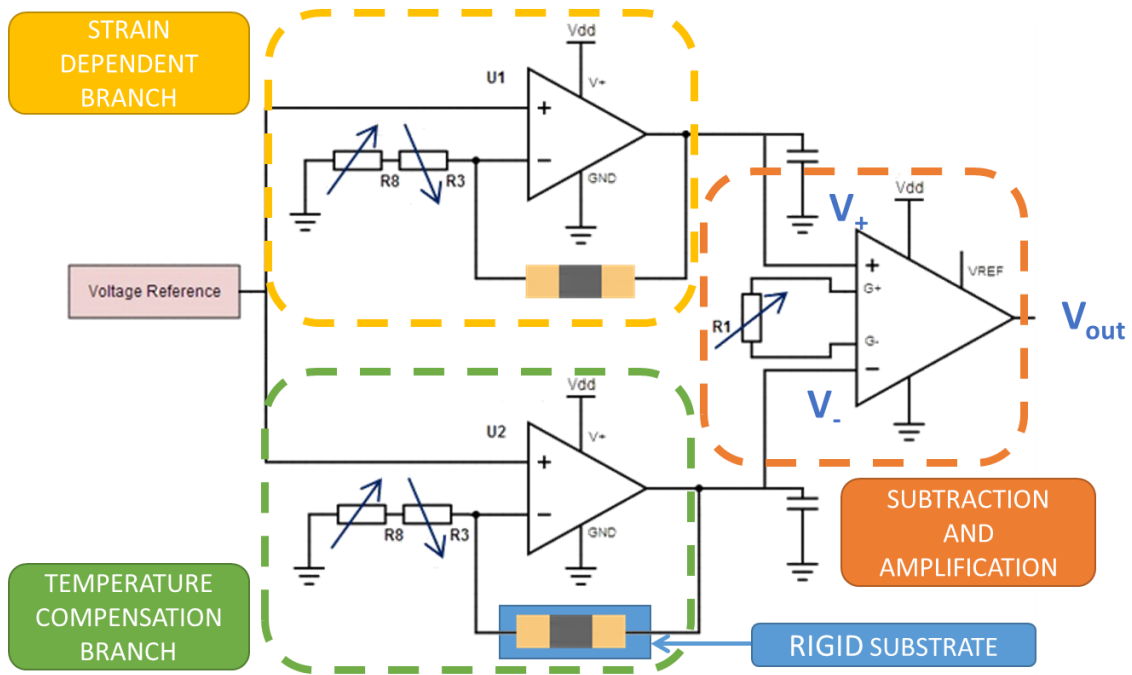 STRAIN
DEPENDENT
BRANCH
Vdd
U1
V+
+
−
R8
R3
GND
Vdd
V+
+
VREF
G+
Voltage Reference
R1
Vout
G-
−
V-
Vdd
U2
V+
+
−
R8
R3
GND
SUBTRACTION
AND
AMPLIFICATION
TEMPERATURE
COMPENSATION
BRANCH
RIGID SUBSTRATE